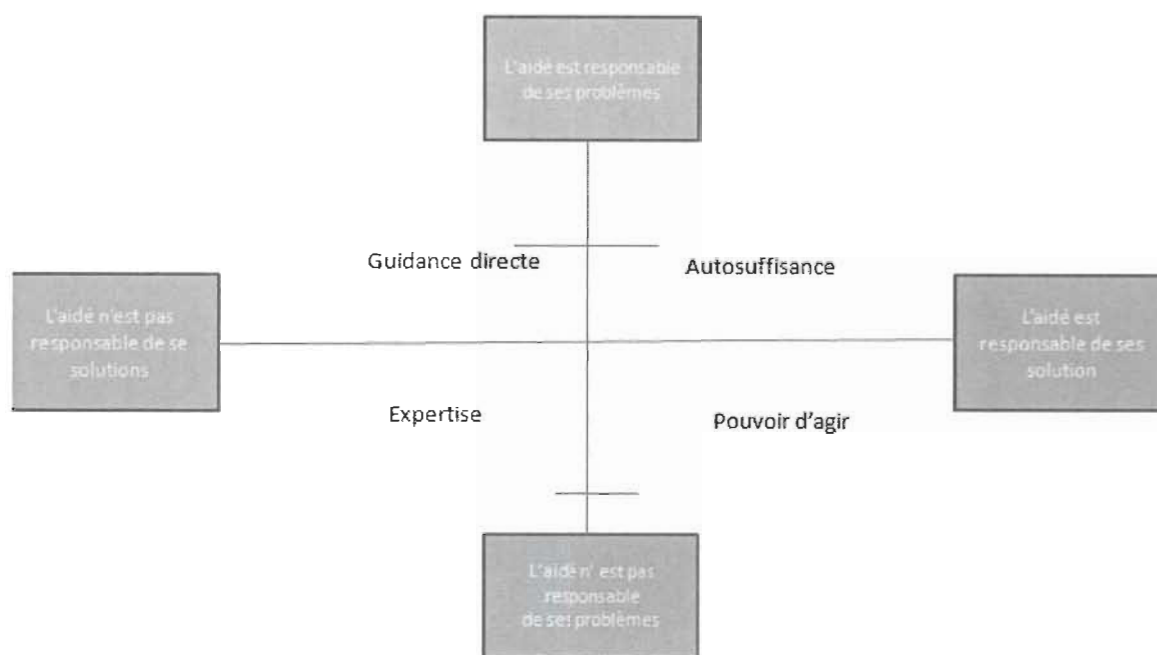 L'aidé est responsable
de ses problèmes
Guidance directe
Autosuffisance
L'aidé n'est pas
responsable de se
solutions
L'aidé est
responsable de ses
solution
Expertise
Pouvoir d'agir
L'aidé n' est pas
responsable
de ses problèmes